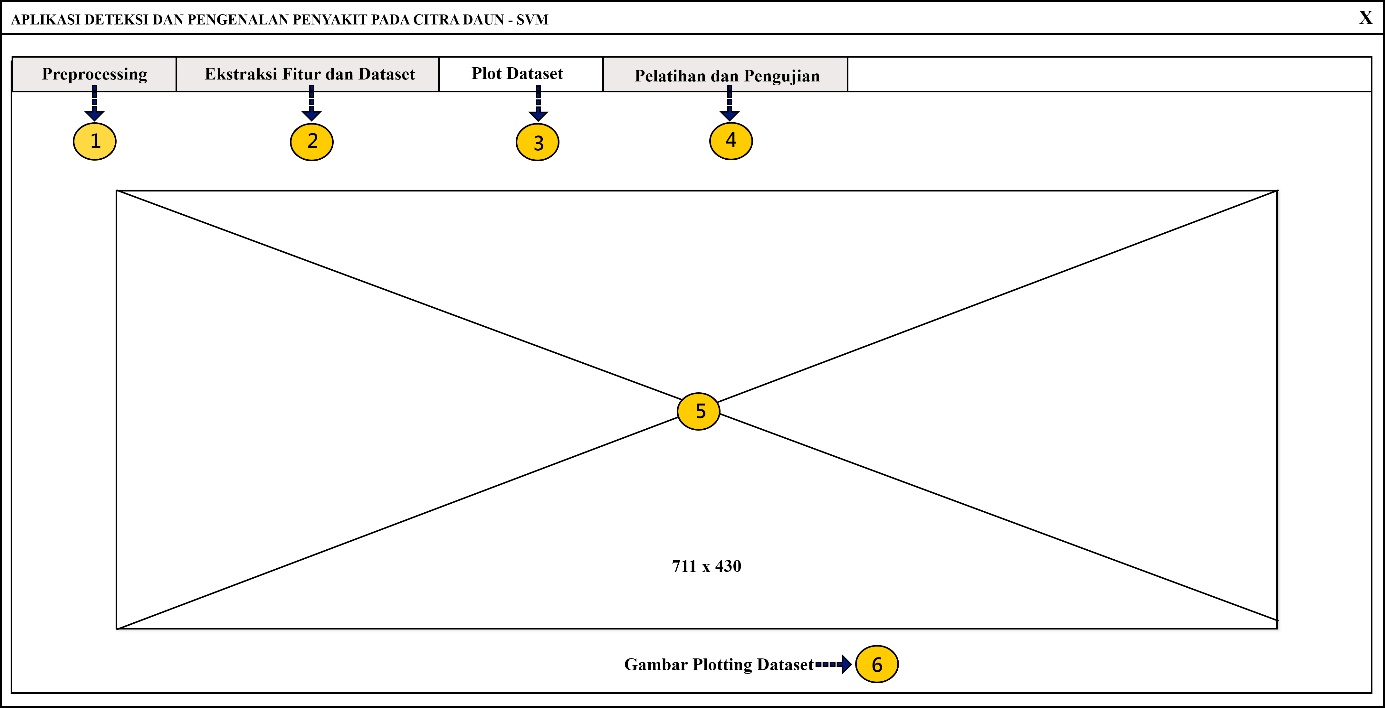 APLIKASI DETEKSI DAN PENGENALAN PENYAKIT PADA CITRA DAUN - SVM X
Preprocessing Ekstraksi Fitur dan Dataset Plot Dataset Pelatihan dan Pengujian
1 2 3 4
5
711 x 430
Gambar Plotting Dataset 6